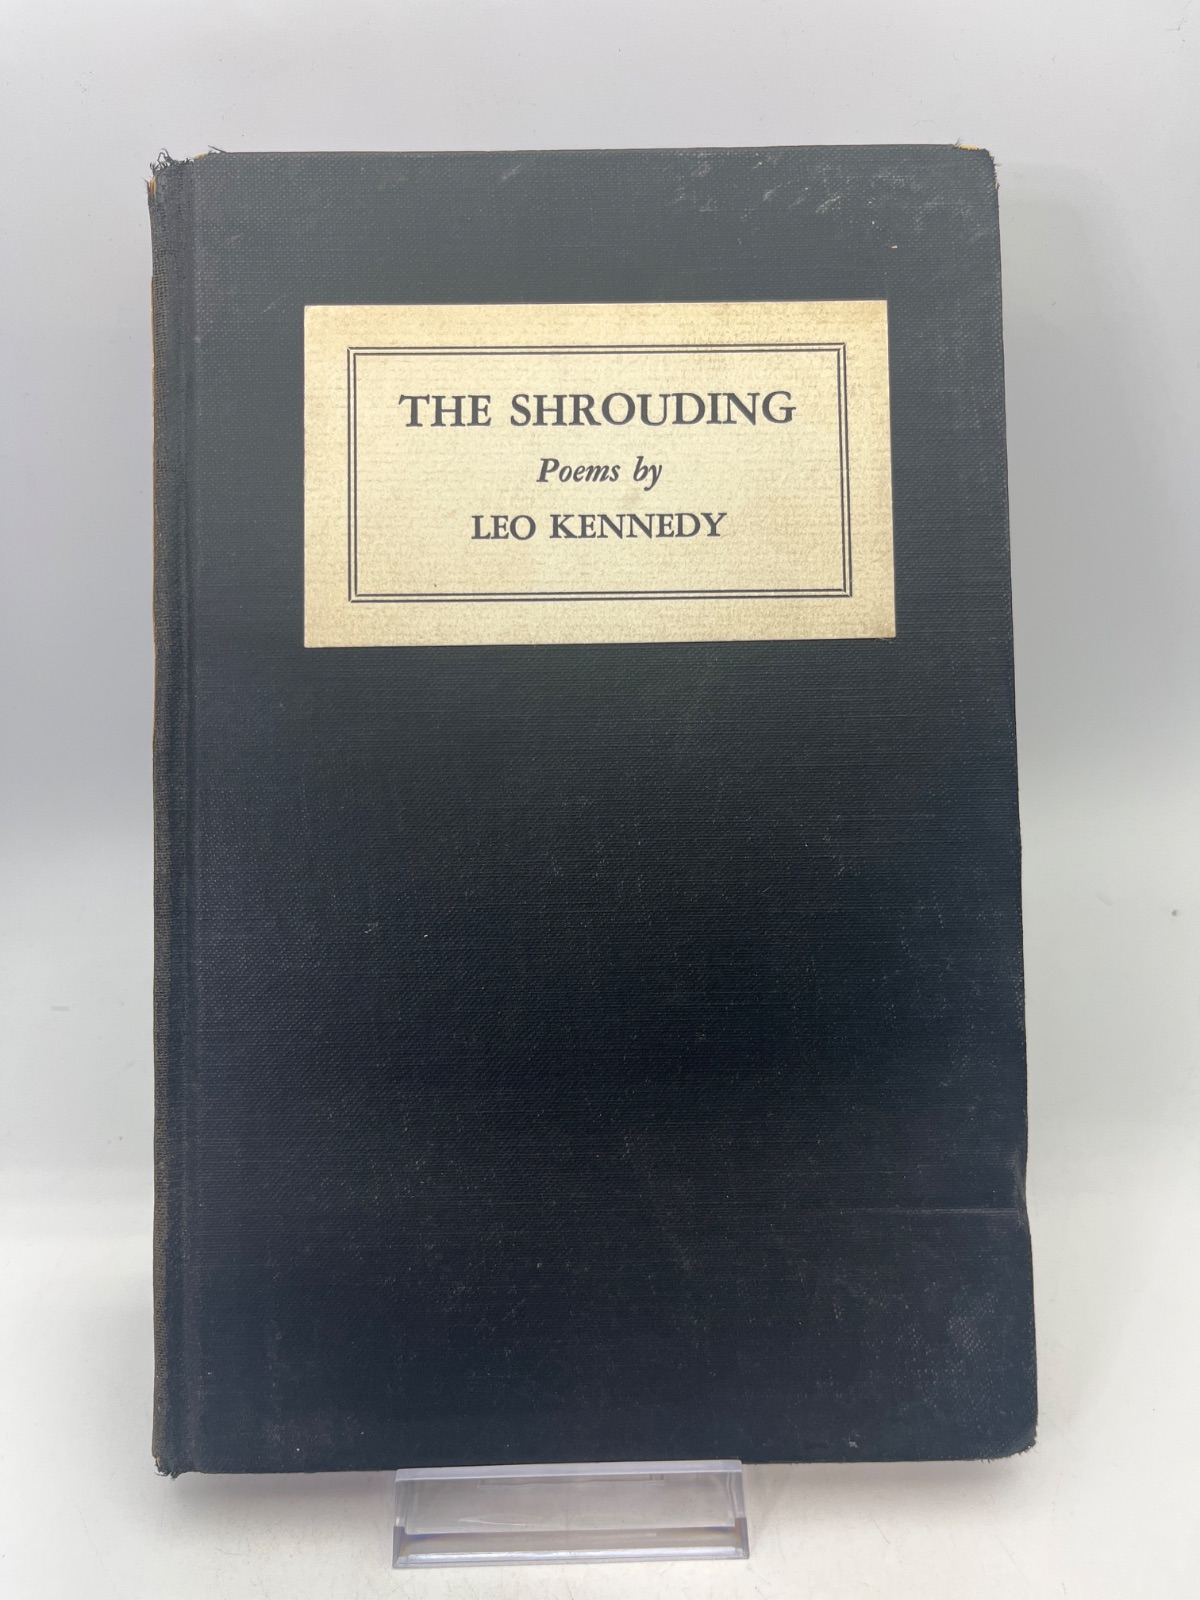 THE SHROUDING
Poems by
LEO KENNEDY